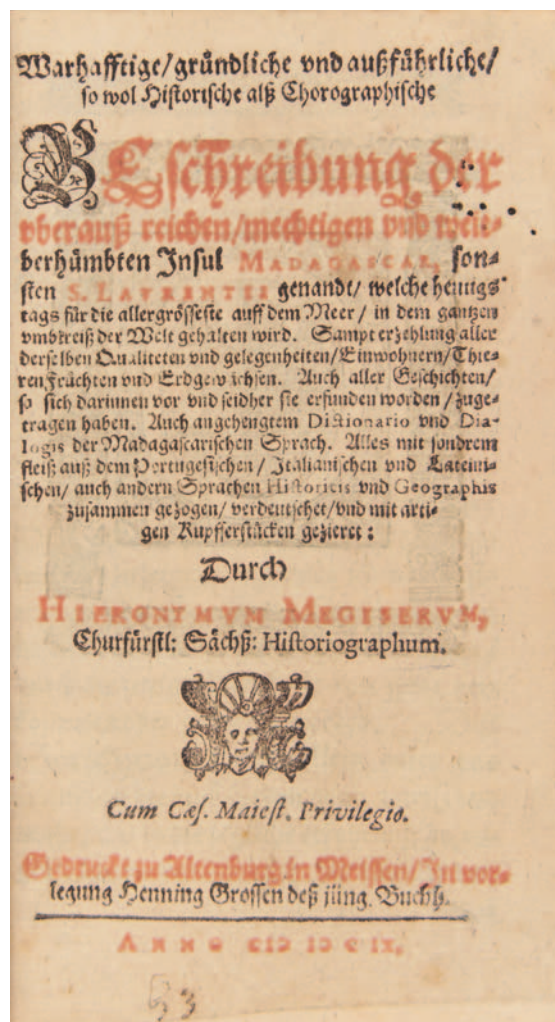 Warhafftige/gründliche vnd außführliche/
so wol Historische alß Chorographische
BEschreibung der
vberauß reichen/mechtigen vnd weit-
berhümbten Insul MADAGASCAR, son-
sten S. LAVRENTII genandt/ welche heutigs
tags für die allergrösseste auff dem Meer / in dem gantzen
vmbkreiß der Welt gehalten wird. Sampt erzehlung aller
derselben Qualiteten vnd gelegenheiten/Einwohnern/Thie-
ren Früchten vnd Erdgewächsen. Auch aller Geschichten/
so sich darinnen vor vnd seidher sie erfunden worden / zuge-
tragen haben. Auch angehengtem Dictionario vnd Dia-
logis der Madagascarischen Sprach. Alles mit sondrem
fleiß auß dem Portugesischen / Italianischen vnd Lateini-
schen/ auch andern Sprachen Historicis vnd Geographis
zusammen gezogen/ verdeutschet/vnd mit arti-
gen Kupfferstücken gezieret :
Durch
HIERONYMVM MEGISERVM,
Churfürstl: Sächß: Historiographum.
Cum Cæs. Maiest. Privilegio.
Gedruckt zu Altenburg in Meissen/ In vor-
legung Henning Grossen deß jüng. Buchh.
ANNO CIƆ IƆ C IX.